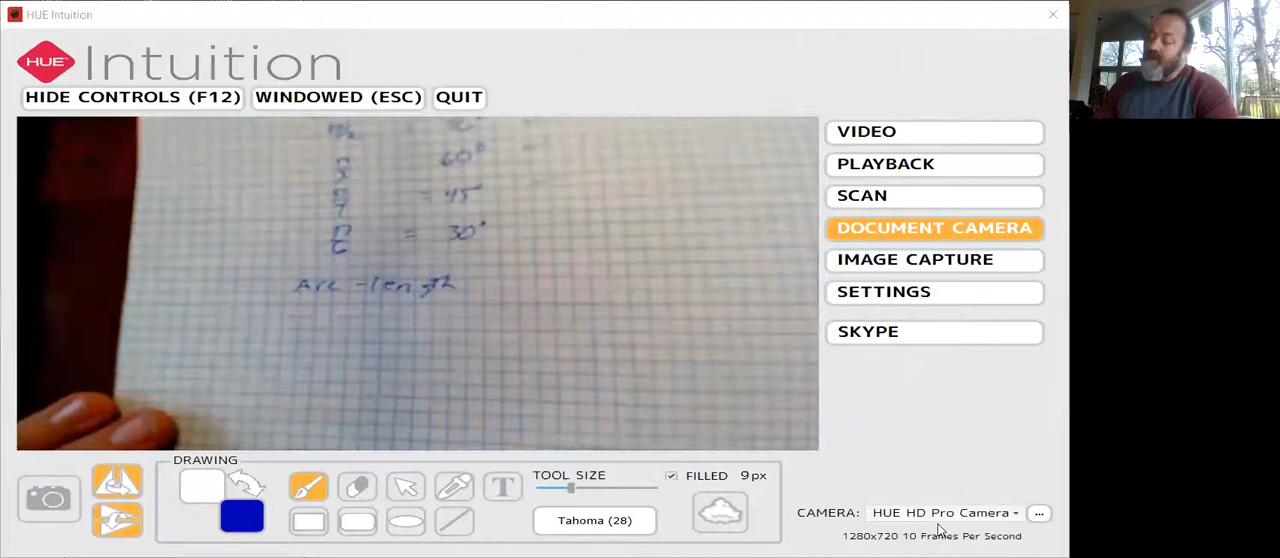 HUE Intuition
HUE Intuition
HIDE CONTROLS (F12) WINDOWED (ESC) QUIT
60°
= 45°
= 30°
Arc-length
VIDEO
PLAYBACK
SCAN
DOCUMENT CAMERA
IMAGE CAPTURE
SETTINGS
SKYPE
DRAWING
T
TOOL SIZE
FILLED 9px
Tahoma (28)
CAMERA: HUE HD Pro Camera ...
1280x720 10 Frames Per Second